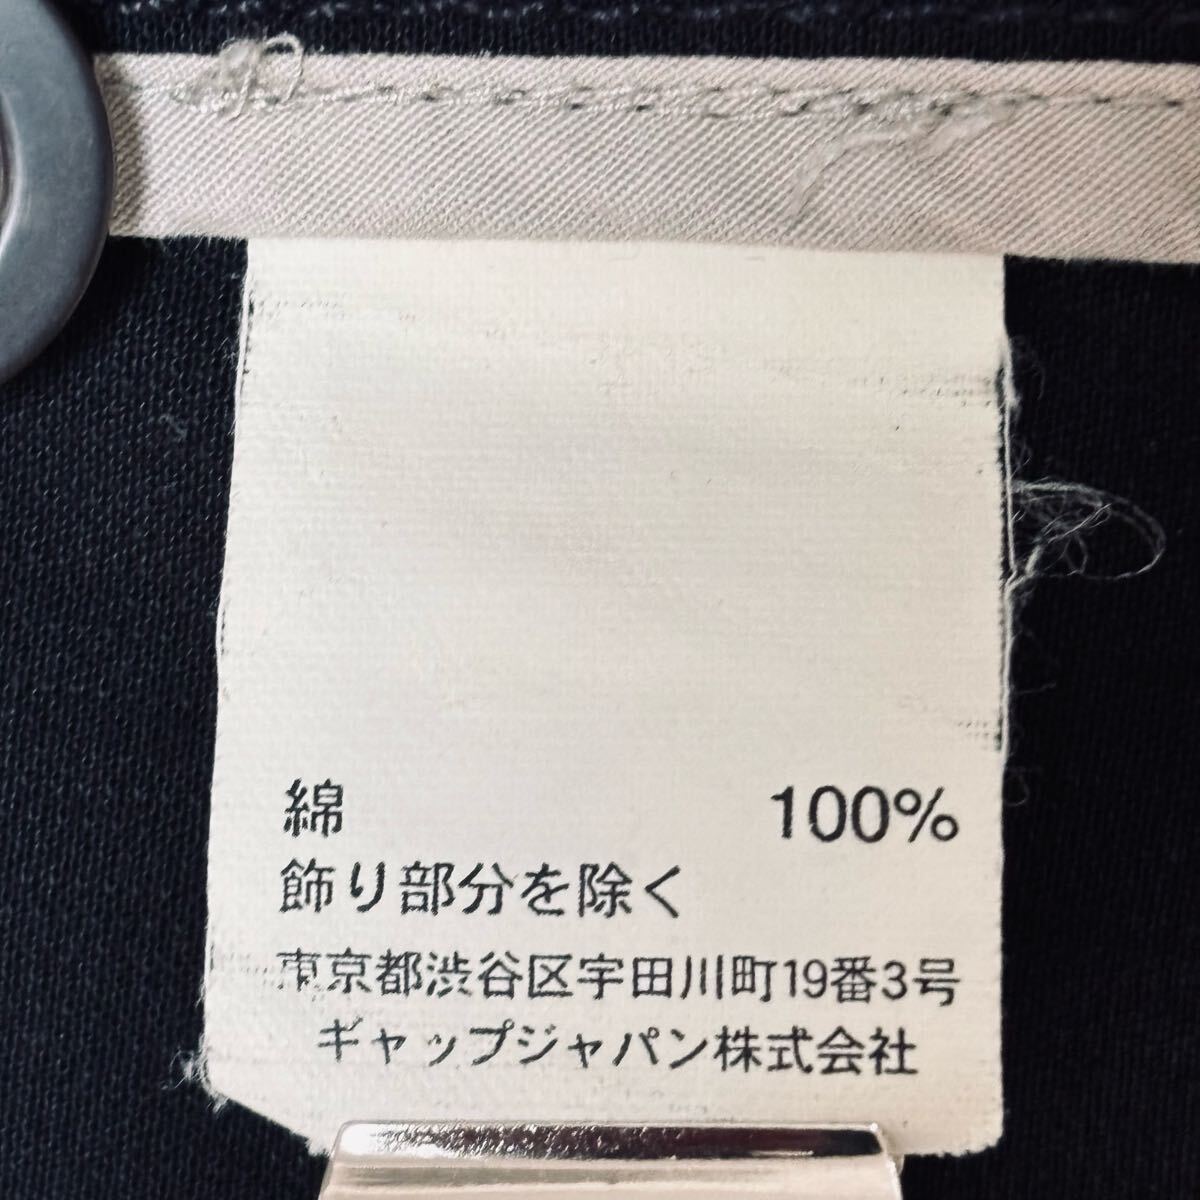 綿 100%
飾り部分を除く
東京都渋谷区宇田川町19番3号
ギャップジャパン株式会社